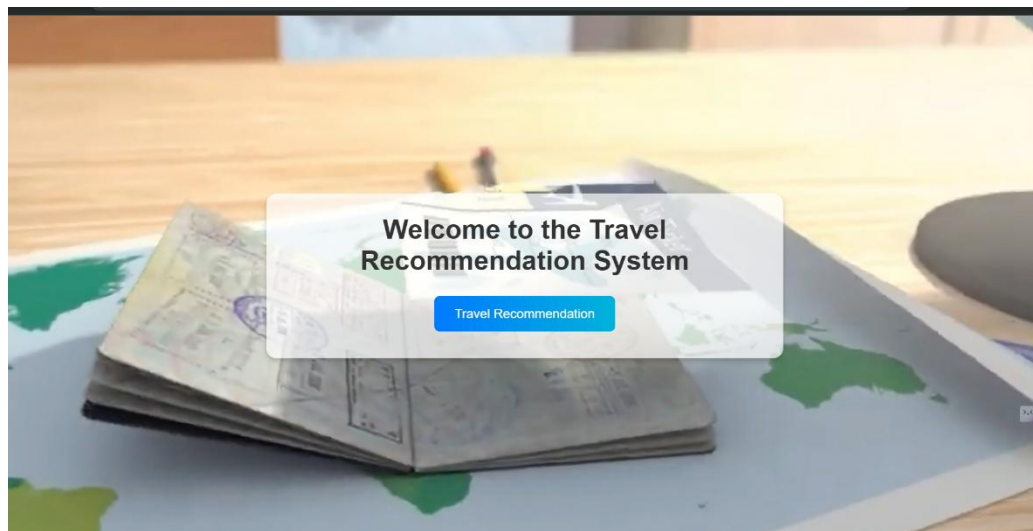 Welcome to the Travel
Recommendation System
Travel Recommendation